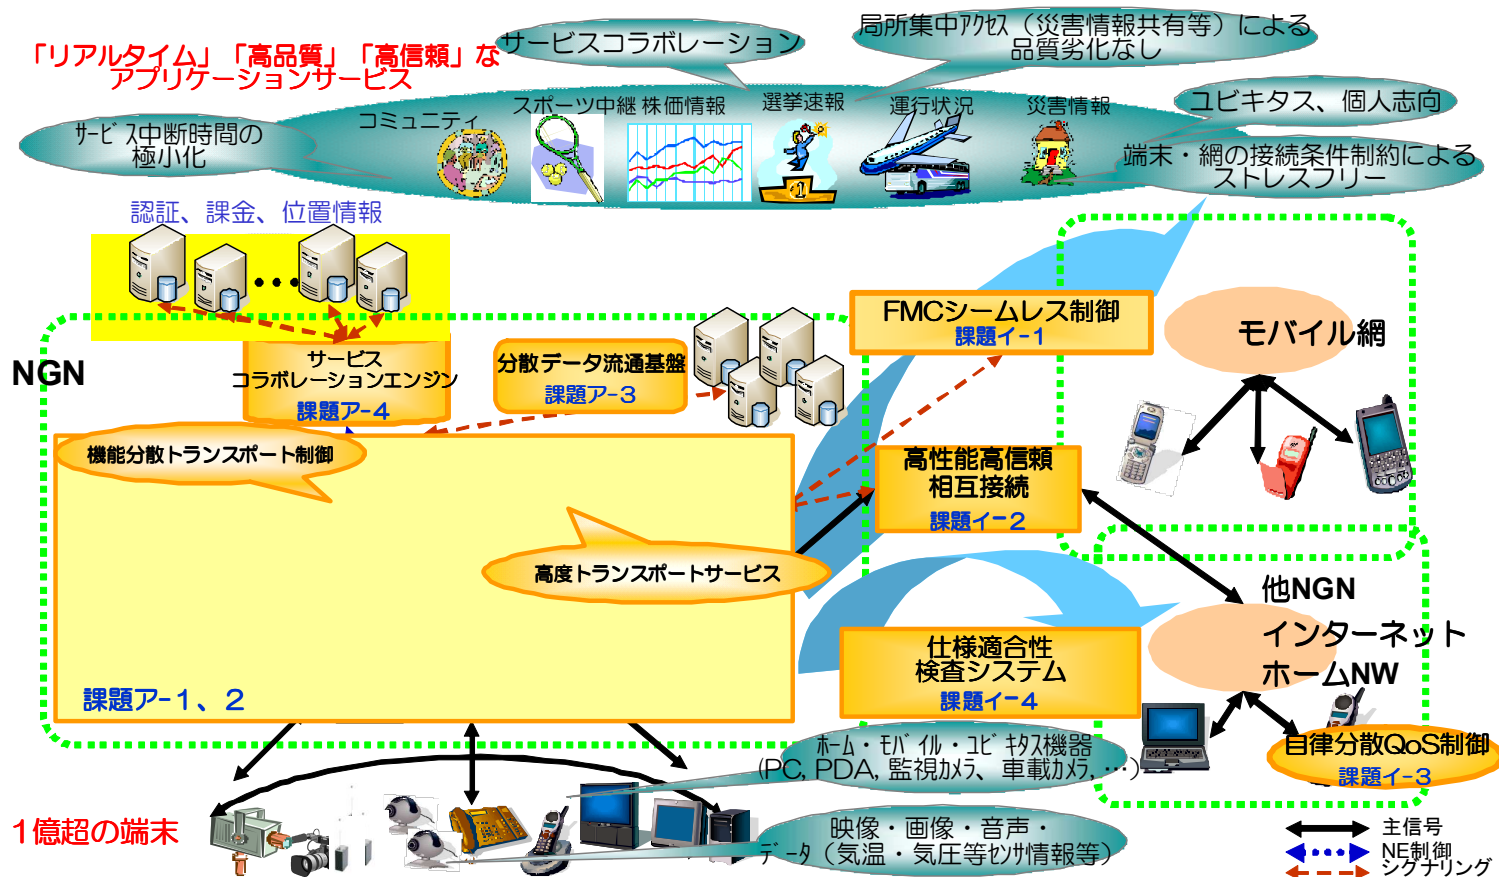 「リアルタイム」「高品質」「高信頼」な
アプリケーションサービス
サービスコラボレーション
局所集中ｱｸｾｽ（災害情報共有等）による
品質劣化なし
ｻｰﾋﾞｽ中断時間の
極小化
コミュニティ
スポーツ中継
株価情報
選挙速報
運行状況
災害情報
ユビキタス、個人志向
端末・網の接続条件制約による
ストレスフリー
認証、課金、位置情報
NGN
サービス
コラボレーションエンジン
課題ア-４
分散データ流通基盤
課題ア-３
FMCシームレス制御
課題イ-1
モバイル網
機能分散トランスポート制御
高性能高信頼
相互接続
課題イー２
高度トランスポートサービス
課題ア-１、２
他NGN
インターネット
ホームNW
仕様適合性
検査システム
課題イー4
自律分散QoS制御
課題イ-３
ﾎｰﾑ・ﾓﾊﾞｲﾙ・ﾕﾋﾞｷﾀｽ機器
(PC, PDA, 監視ｶﾒﾗ、車載ｶﾒﾗ, …)
１億超の端末
映像・画像・音声・
ﾃﾞｰﾀ（気温・気圧等ｾﾝｻ情報等）
主信号
NE制御
シグナリング